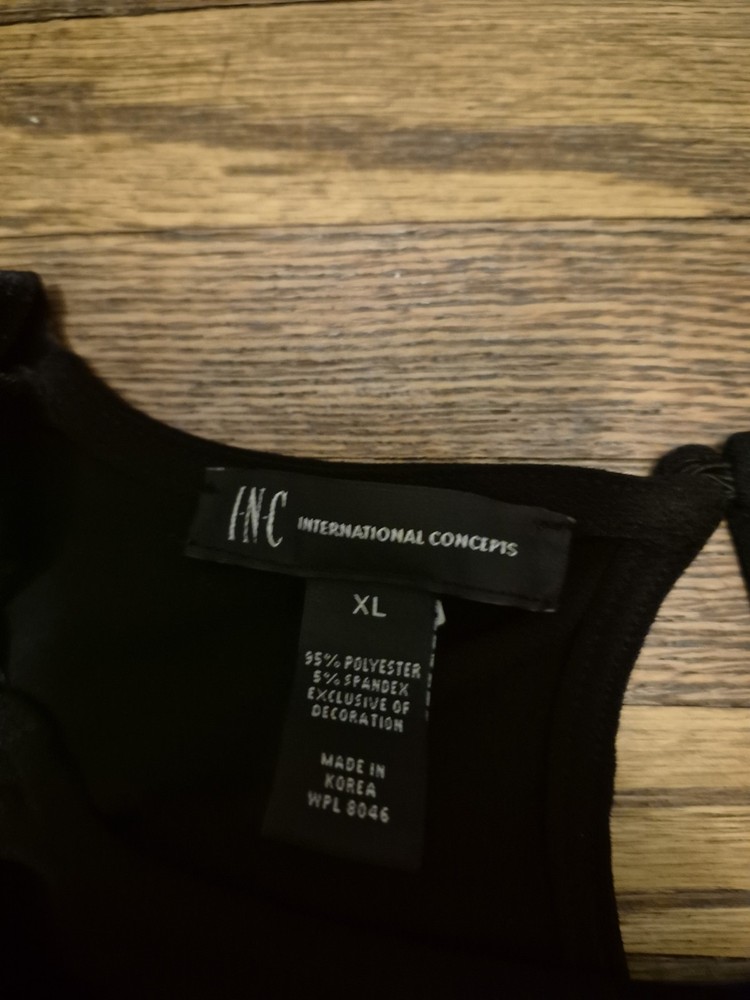 I·N·C INTERNATIONAL CONCEPTS
XL
95% POLYESTER
5% SPANDEX
EXCLUSIVE OF
DECORATION
MADE IN
KOREA
WPL 8046